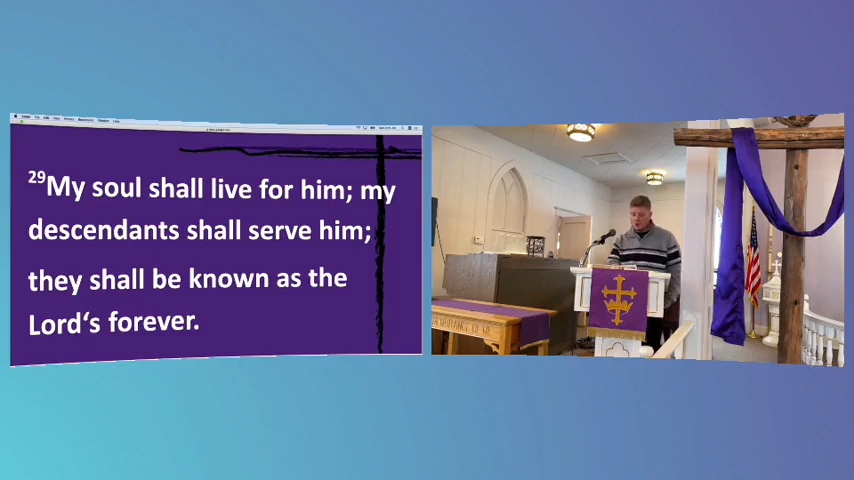 29My soul shall live for him; my
descendants shall serve him;
they shall be known as the
Lord‘s forever.